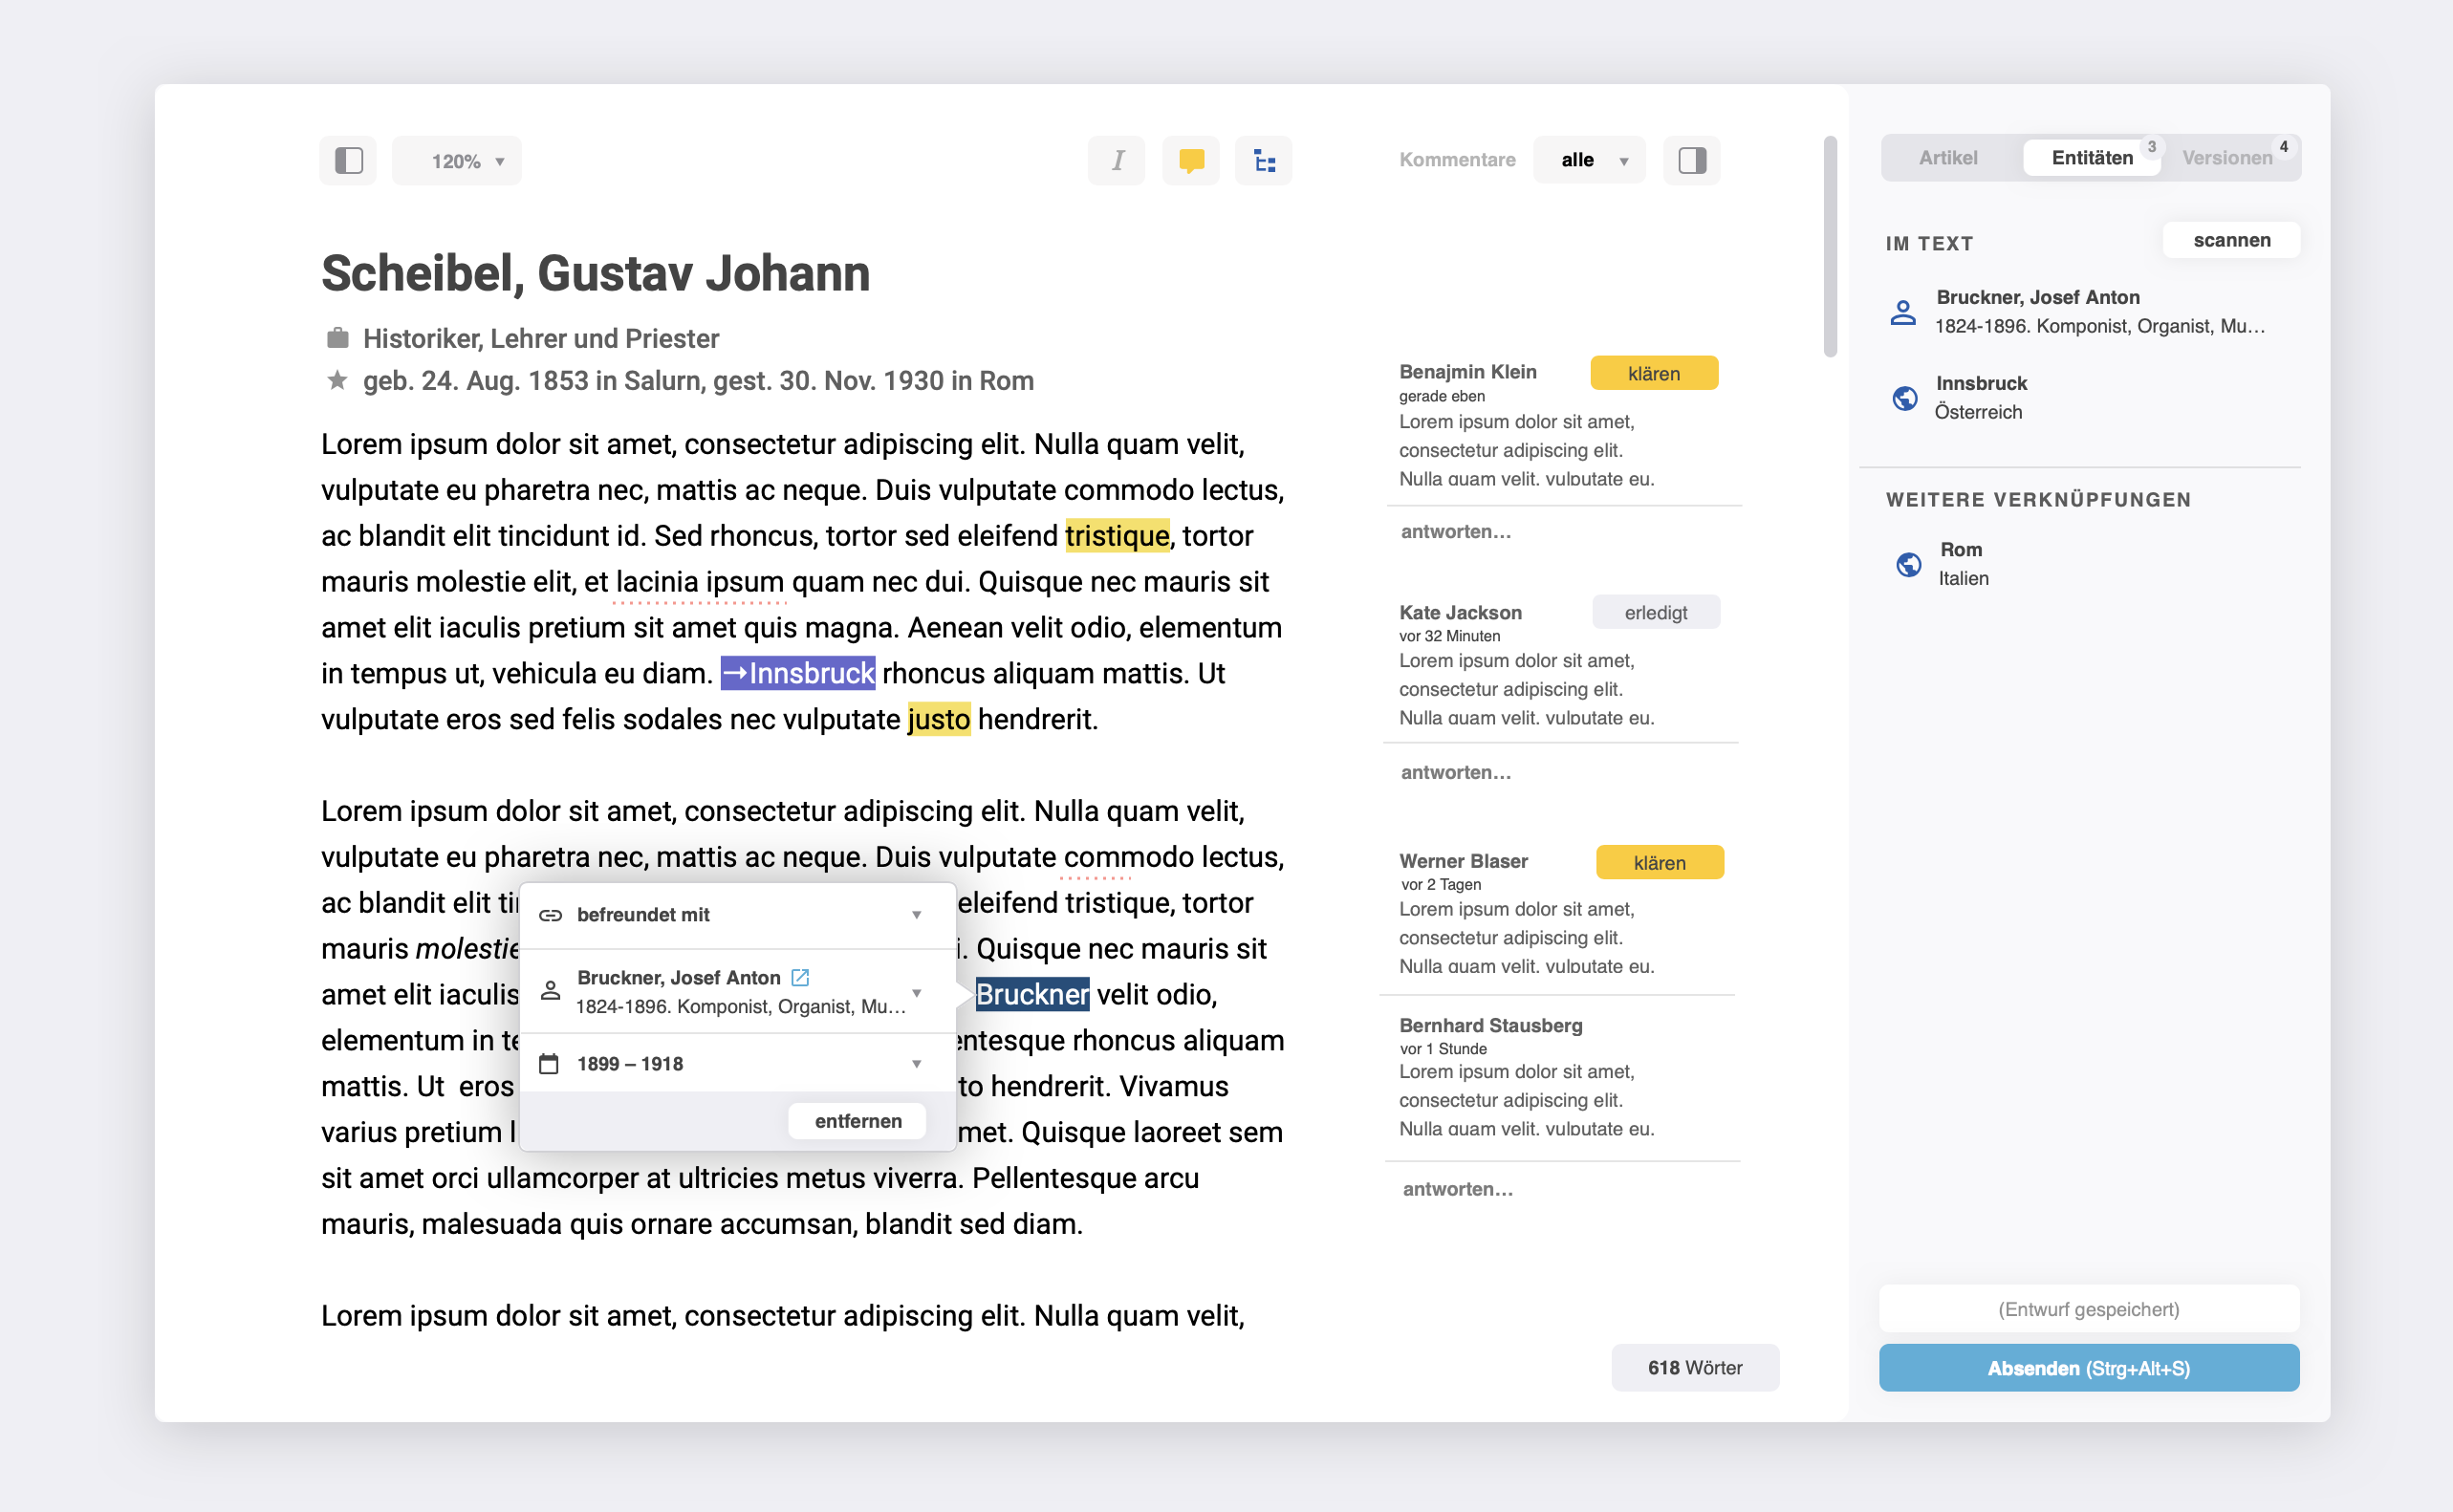 120% ▼
I
Kommentare alle ▼
Scheibel, Gustav Johann
Historiker, Lehrer und Priester
geb. 24. Aug. 1853 in Salurn, gest. 30. Nov. 1930 in Rom
Lorem ipsum dolor sit amet, consectetur adipiscing elit. Nulla quam velit,
vulputate eu pharetra nec, mattis ac neque. Duis vulputate commodo lectus,
ac blandit elit tincidunt id. Sed rhoncus, tortor sed eleifend tristique, tortor
mauris molestie elit, et lacinia ipsum quam nec dui. Quisque nec mauris sit
amet elit iaculis pretium sit amet quis magna. Aenean velit odio, elementum
in tempus ut, vehicula eu diam. →Innsbruck rhoncus aliquam mattis. Ut
vulputate eros sed felis sodales nec vulputate justo hendrerit.
Lorem ipsum dolor sit amet, consectetur adipiscing elit. Nulla quam velit,
vulputate eu pharetra nec, mattis ac neque. Duis vulputate commodo lectus,
ac blandit elit eleifend tristique, tortor
mauris molestie Quisque nec mauris sit
amet elit iaculis Bruckner velit odio,
elementum in rhoncus aliquam
mattis. Ut eros hendrerit. Vivamus
varius pretium Quisque laoreet sem
sit amet orci ullamcorper at ultricies metus viverra. Pellentesque arcu
mauris, malesuada quis ornare accumsan, blandit sed diam.
Lorem ipsum dolor sit amet, consectetur adipiscing elit. Nulla quam velit,
befreundet mit ▼
Bruckner, Josef Anton
1824-1896. Komponist, Organist, Mu… ▼
1899 – 1918 ▼
entfernen
Benajmin Klein klären
gerade eben
Lorem ipsum dolor sit amet,
consectetur adipiscing elit.
Nulla quam velit, vulputate eu.
antworten…
Kate Jackson erledigt
vor 32 Minuten
Lorem ipsum dolor sit amet,
consectetur adipiscing elit.
Nulla quam velit, vulputate eu.
antworten…
Werner Blaser klären
vor 2 Tagen
Lorem ipsum dolor sit amet,
consectetur adipiscing elit.
Nulla quam velit, vulputate eu.
Bernhard Stausberg
vor 1 Stunde
Lorem ipsum dolor sit amet,
consectetur adipiscing elit.
Nulla quam velit, vulputate eu.
antworten…
618 Wörter
Artikel Entitäten 3 Versionen 4
IM TEXT scannen
Bruckner, Josef Anton
1824-1896. Komponist, Organist, Mu…
Innsbruck
Österreich
WEITERE VERKNÜPFUNGEN
Rom
Italien
(Entwurf gespeichert)
Absenden (Strg+Alt+S)